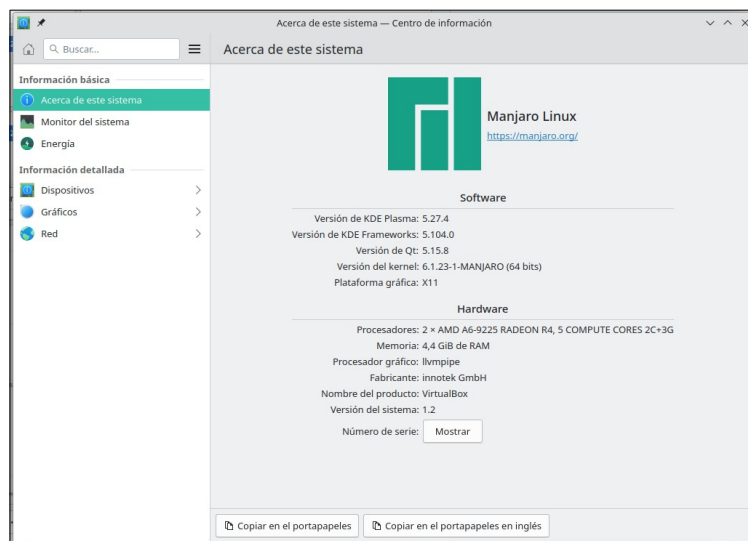 Acerca de este sistema — Centro de información
Buscar...
Acerca de este sistema
Información básica
Acerca de este sistema
Monitor del sistema
Energía
Información detallada
Dispositivos
Gráficos
Red
Manjaro Linux
https://manjaro.org/
Software
Versión de KDE Plasma: 5.27.4
Versión de KDE Frameworks: 5.104.0
Versión de Qt: 5.15.8
Versión del kernel: 6.1.23-1-MANJARO (64 bits)
Plataforma gráfica: X11
Hardware
Procesadores: 2 × AMD A6-9225 RADEON R4, 5 COMPUTE CORES 2C+3G
Memoria: 4,4 GiB de RAM
Procesador gráfico: llvmpipe
Fabricante: innotek GmbH
Nombre del producto: VirtualBox
Versión del sistema: 1.2
Número de serie: Mostrar
Copiar en el portapapeles Copiar en el portapapeles en inglés